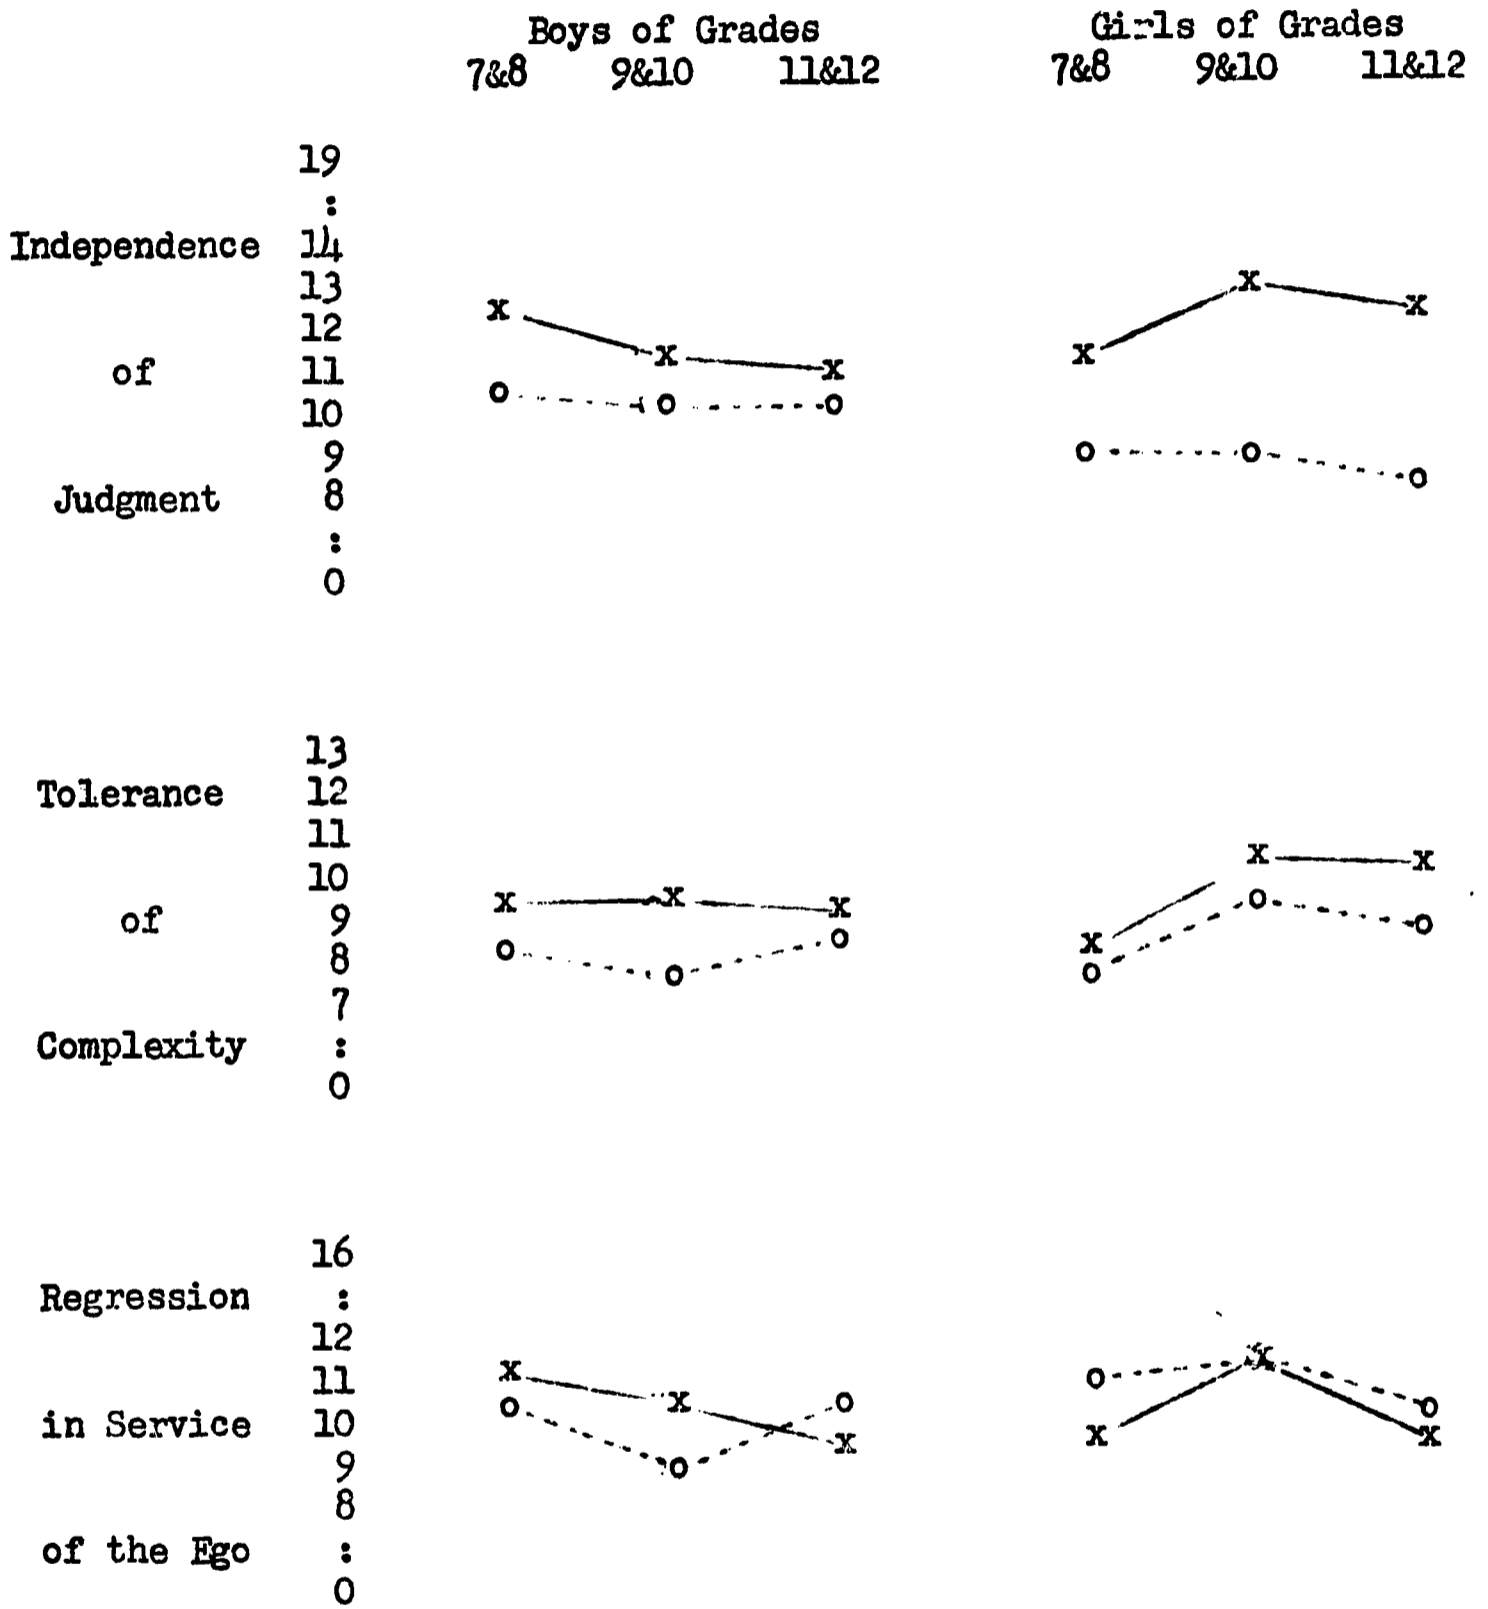 Boys of Grades Girls of Grades
7&8 9&10 11&12 7&8 9&10 11&12
19
:
Independence 14
13
12
of 11
10
9
Judgment 8
:
0
13
Tolerance 12
11
10
of 9
8
7
Complexity :
0
16
Regression :
12
11
in Service 10
9
8
of the Ego :
0